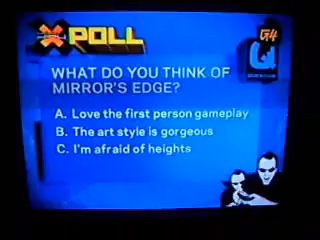 X POLL
G4
WHAT DO YOU THINK OF
MIRROR'S EDGE?
A. Love the first person gameplay
B. The art style is gorgeous
C. I'm afraid of heights